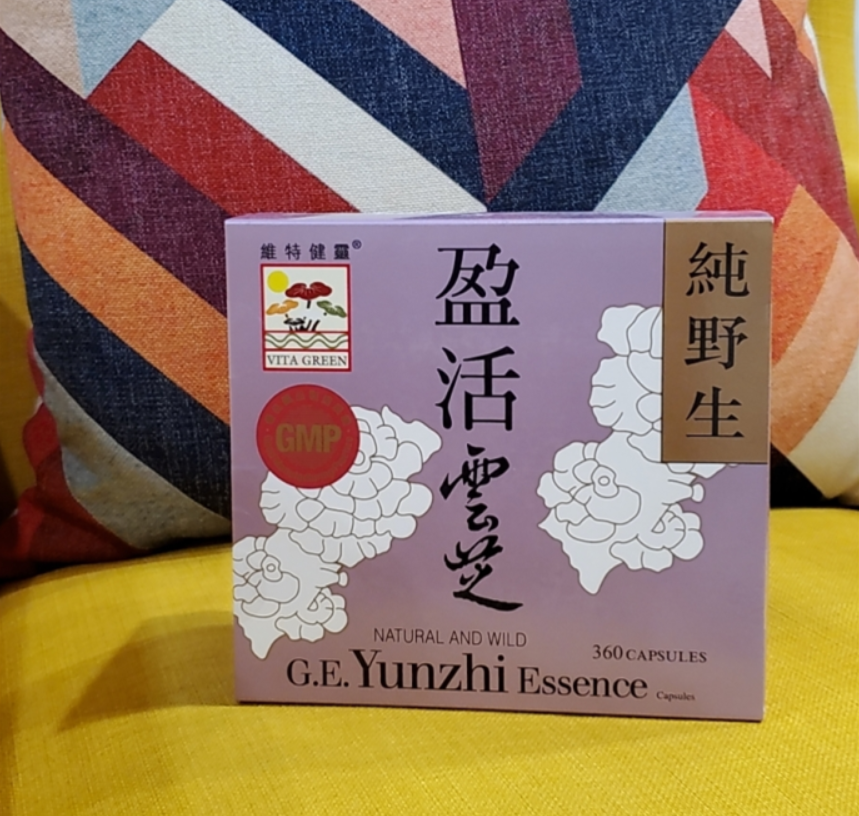 維特健靈®
VITA GREEN
GMP
盈活雲芝
純野生
NATURAL AND WILD
360 CAPSULES
G.E. Yunzhi Essence Capsules